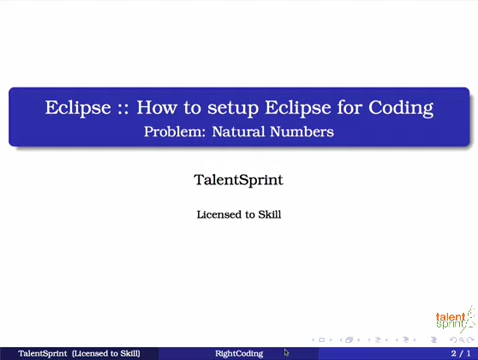 Eclipse :: How to setup Eclipse for Coding
Problem: Natural Numbers
TalentSprint
Licensed to Skill
talent
sprint
TalentSprint (Licensed to Skill)
RightCoding
2 / 1